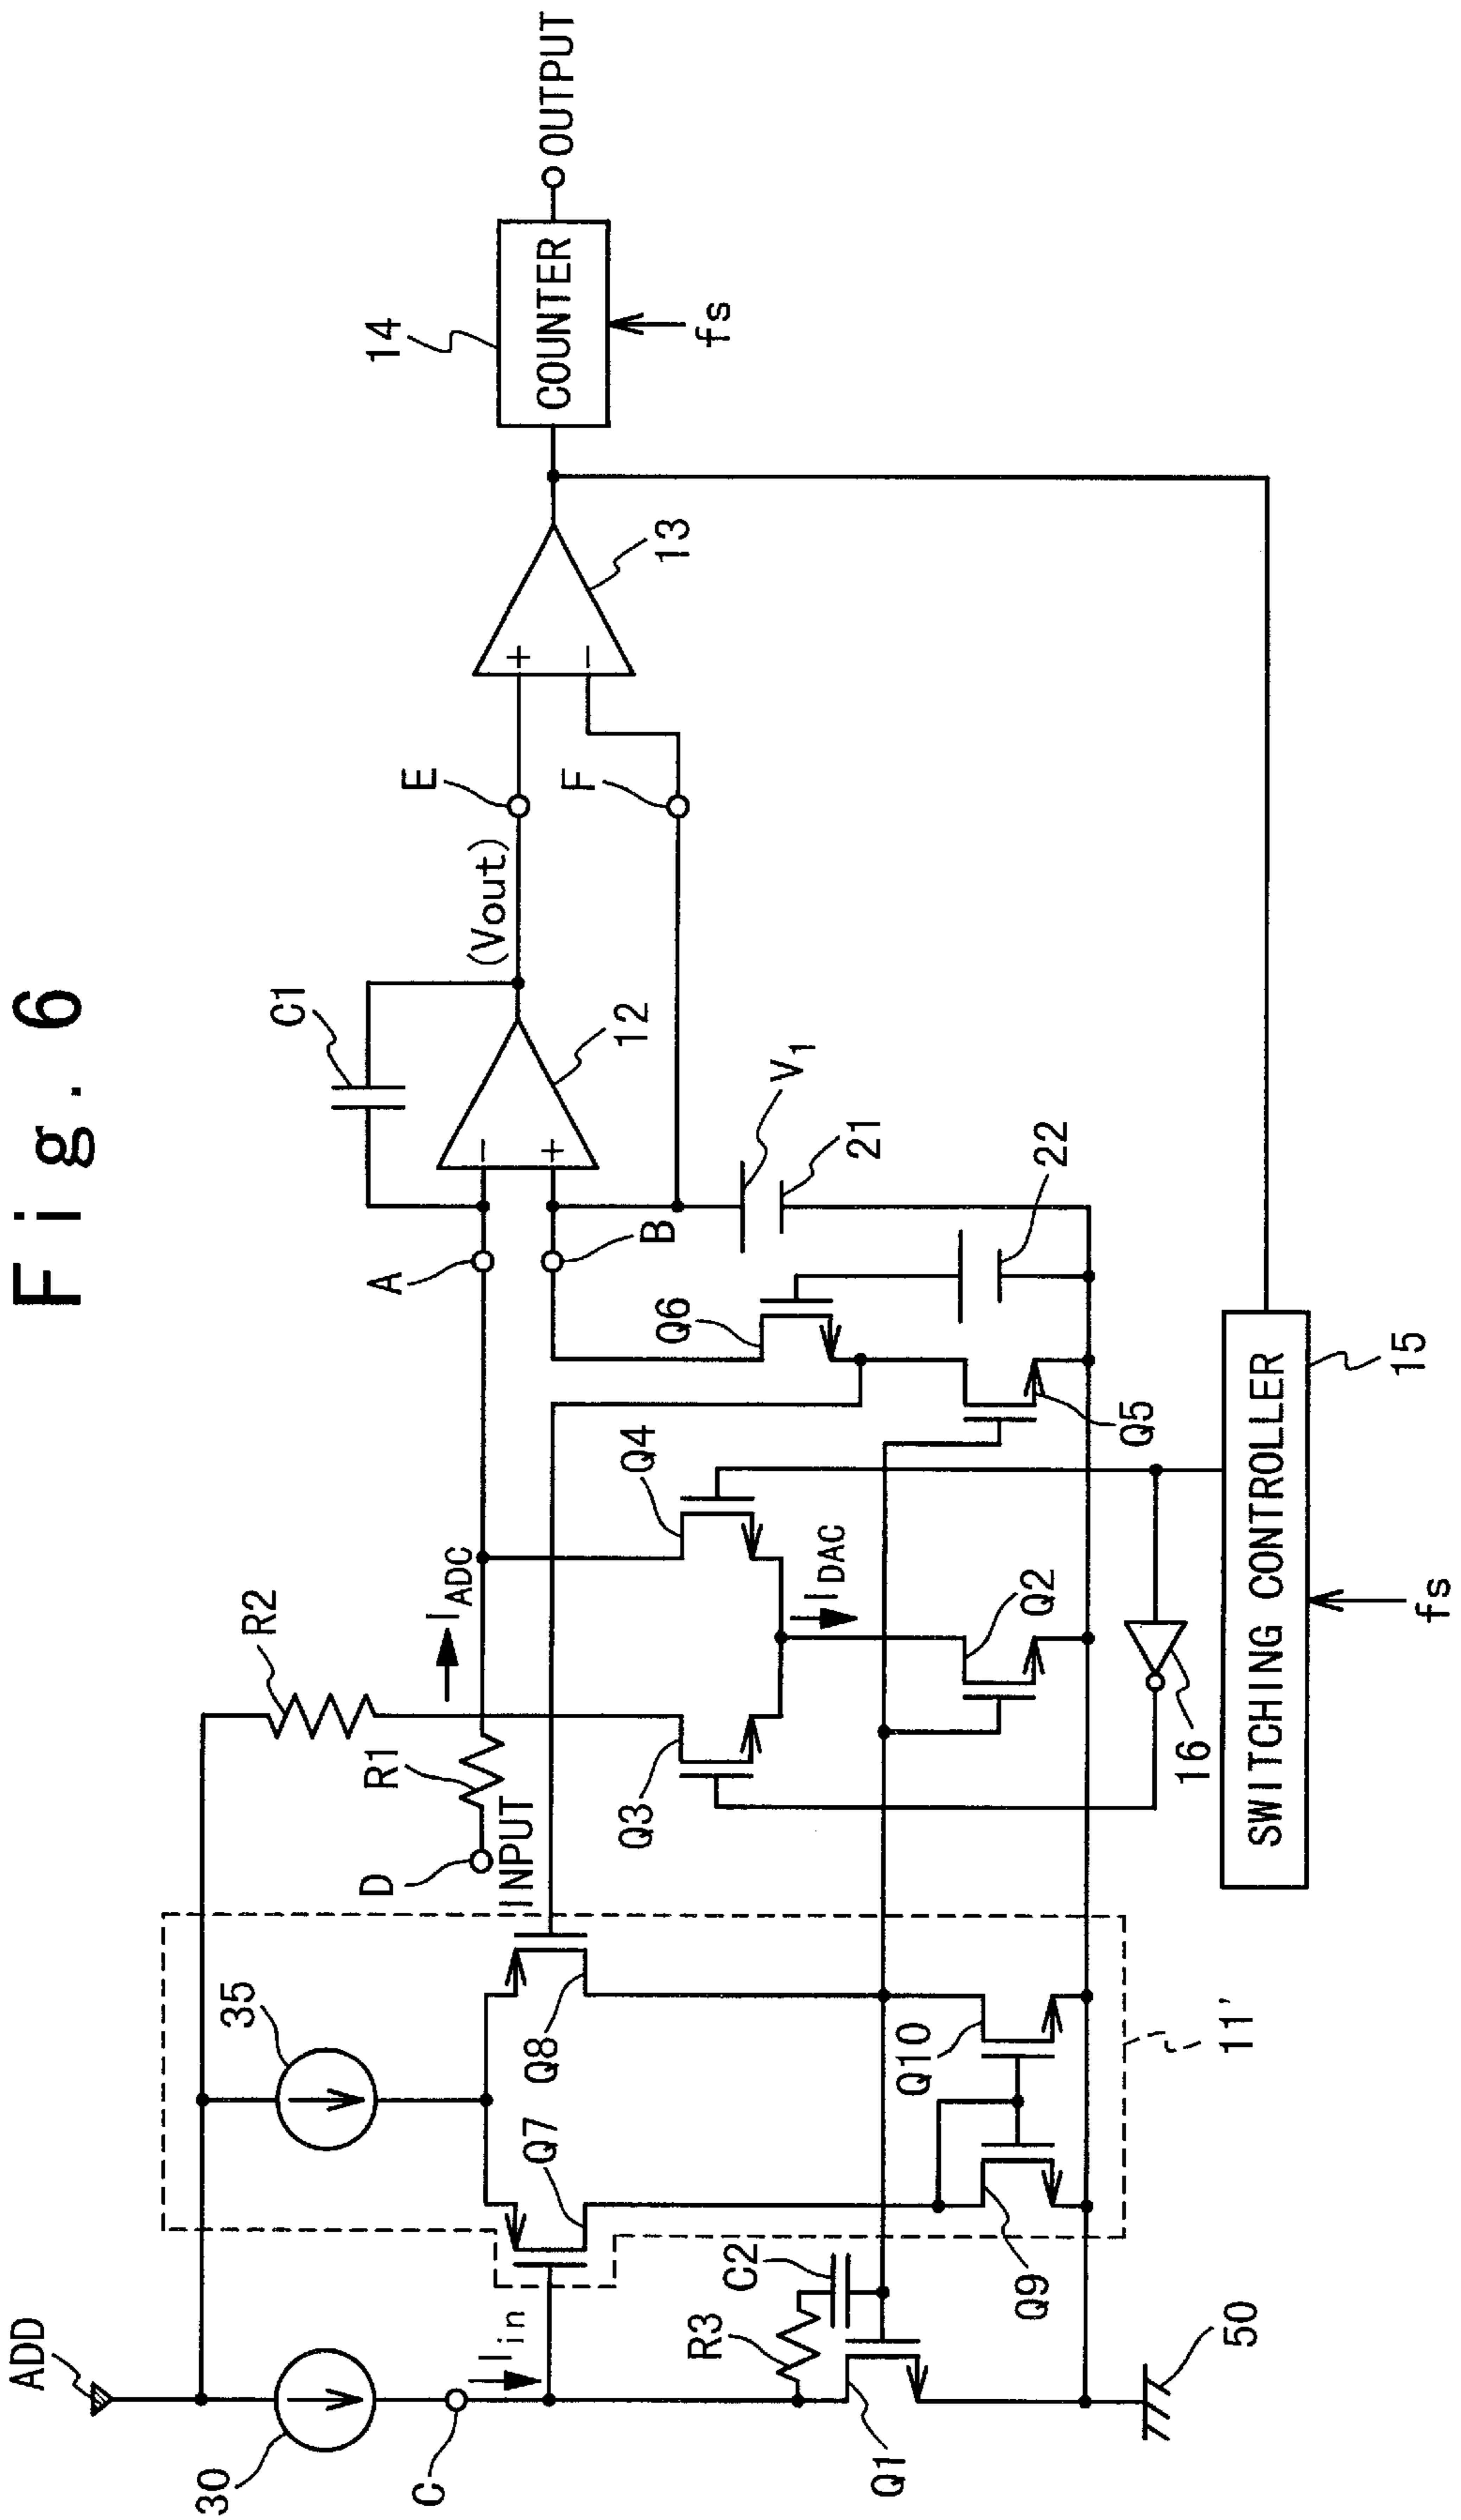 Fig. 6
ADD
30
C
Iin
Q1
R3
C2
50
35
Q7
Q8
Q9
Q10
11'
D
INPUT
R1
R2
IADC
Q3
Q4
IDAC
Q2
16
Q5
Q6
SWITCHING CONTROLLER
15
fs
A
B
C1
12
V1
21
22
(Vout)
E
F
13
14
COUNTER
fs
OUTPUT
+
−
−
+